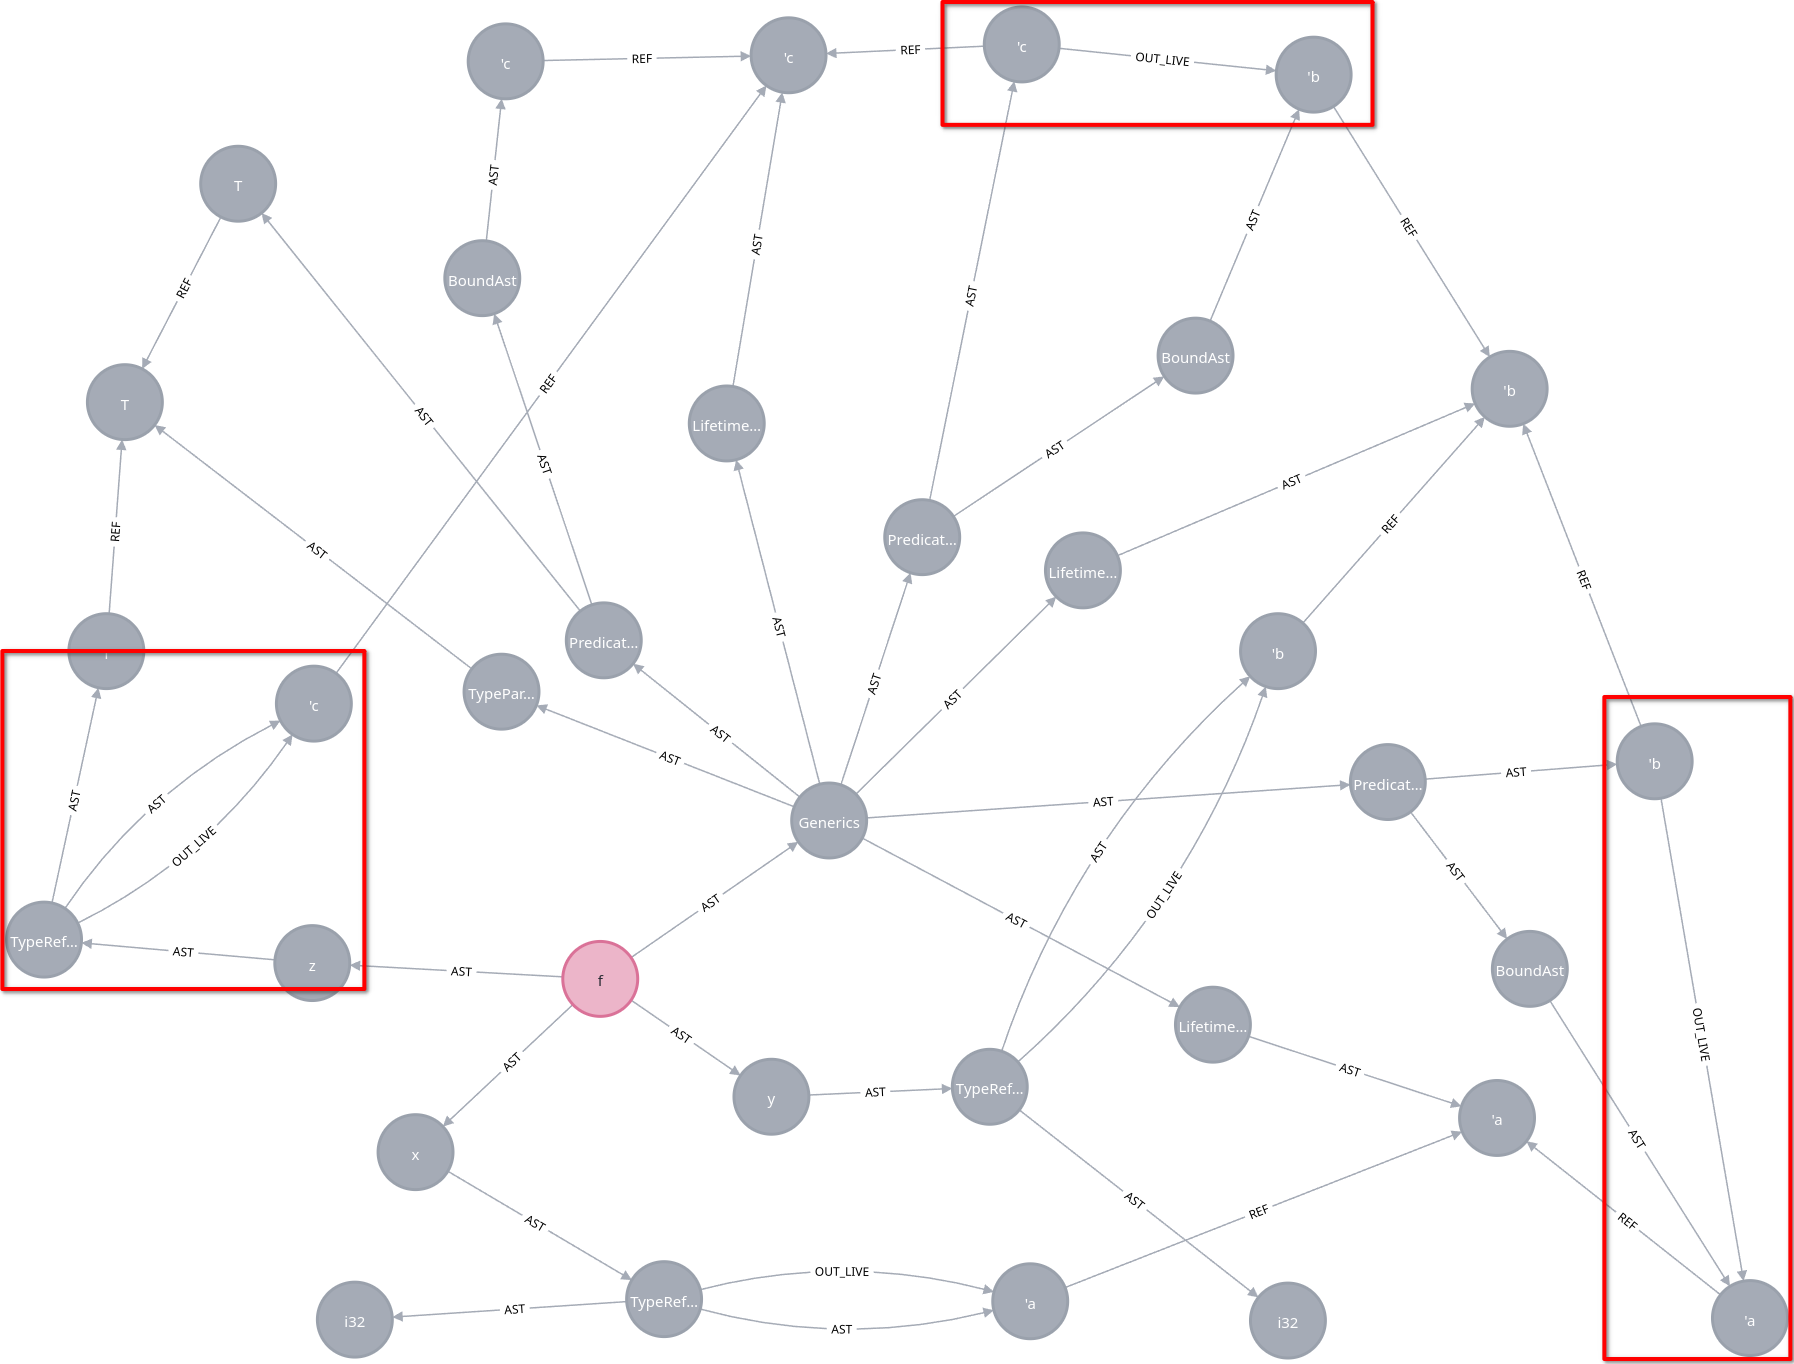 'c
REF
'c
REF
'c
OUT_LIVE
'b
AST
T
AST
AST
REF
REF
BoundAst
AST
BoundAst
REF
T
AST
REF
'b
Lifetime...
AST
AST
AST
REF
REF
AST
Predicat...
AST
Lifetime...
REF
AST
Predicat...
'b
'c
TypePar...
AST
AST
AST
AST
AST
'b
AST
Predicat...
AST
AST
AST
OUT_LIVE
Generics
AST
AST
AST
OUT_LIVE
AST
TypeRef...
AST
z
AST
f
AST
BoundAst
AST
AST
Lifetime...
OUT_LIVE
y
AST
TypeRef...
AST
'a
AST
x
AST
AST
REF
REF
OUT_LIVE
i32
AST
TypeRef...
AST
'a
i32
'a